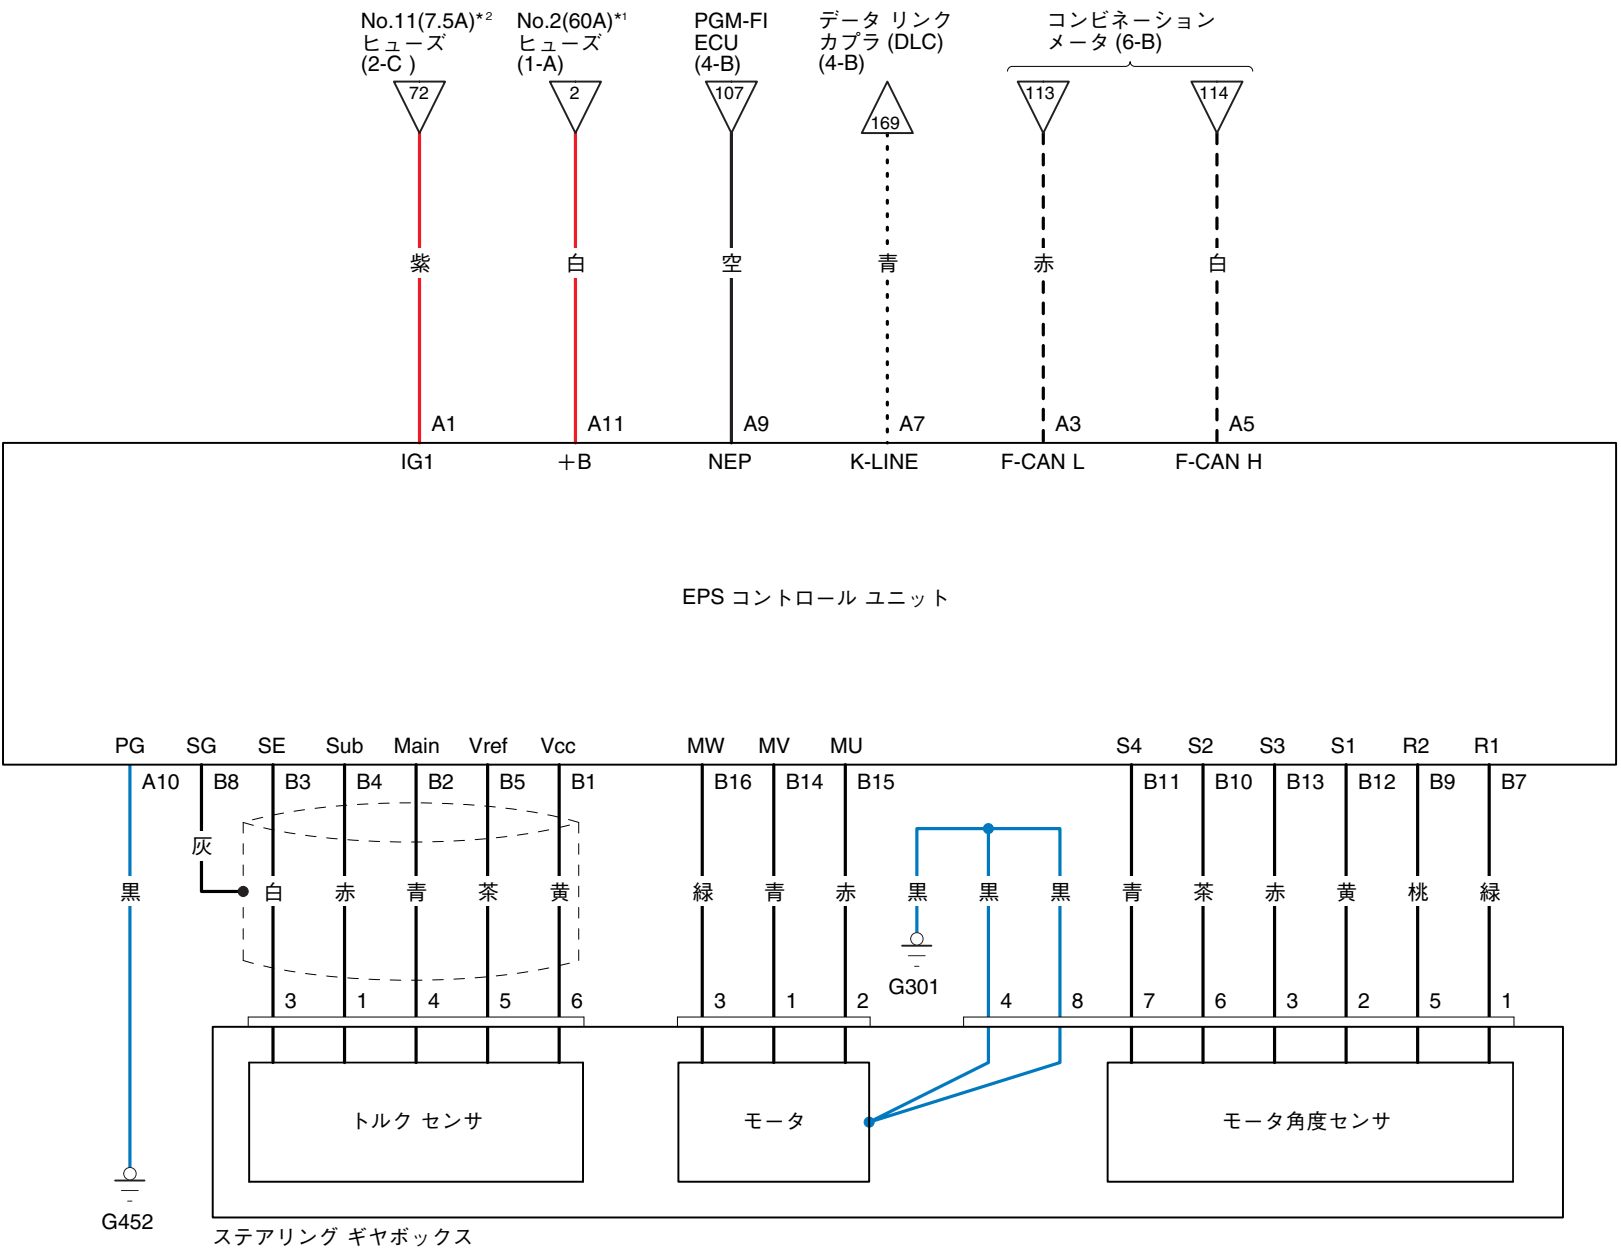 No.11(7.5A)*2
ヒューズ
(2-C )
No.2(60A)*1
ヒューズ
(1-A)
PGM-FI
ECU
(4-B)
データ リンク
カプラ (DLC)
(4-B)
コンビネーション
メータ (6-B)
72
2
107
169
113
114
紫
白
空
青
赤
白
A1
A11
A9
A7
A3
A5
IG1
+B
NEP
K-LINE
F-CAN L
F-CAN H
EPS コントロール ユニット
PG
SG
SE
Sub
Main
Vref
Vcc
MW
MV
MU
S4
S2
S3
S1
R2
R1
A10
B8
B3
B4
B2
B5
B1
B16
B14
B15
B11
B10
B13
B12
B9
B7
灰
黒
白
赤
青
茶
黄
緑
青
赤
黒
黒
黒
青
茶
赤
黄
桃
緑
G301
3
1
4
5
6
3
1
2
4
8
7
6
3
2
5
1
トルク センサ
モータ
モータ角度センサ
G452
ステアリング ギヤボックス